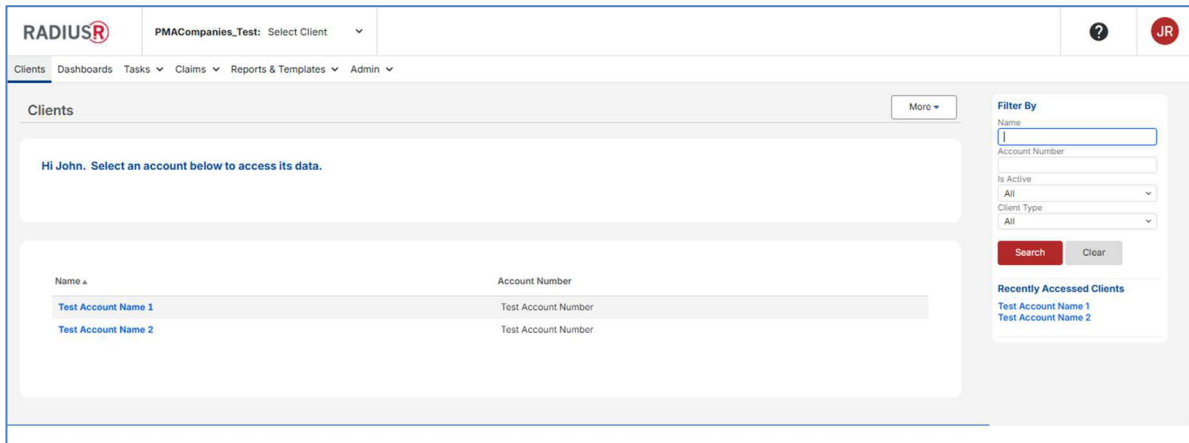 RADIUSR
PMACompanies_Test: Select Client
?
JR
Clients Dashboards Tasks Claims Reports & Templates Admin
Clients
More
Hi John. Select an account below to access its data.
Name Account Number
Test Account Name 1 Test Account Number
Test Account Name 2 Test Account Number
Filter By
Name
Account Number
Is Active
All
Client Type
All
Search Clear
Recently Accessed Clients
Test Account Name 1
Test Account Name 2